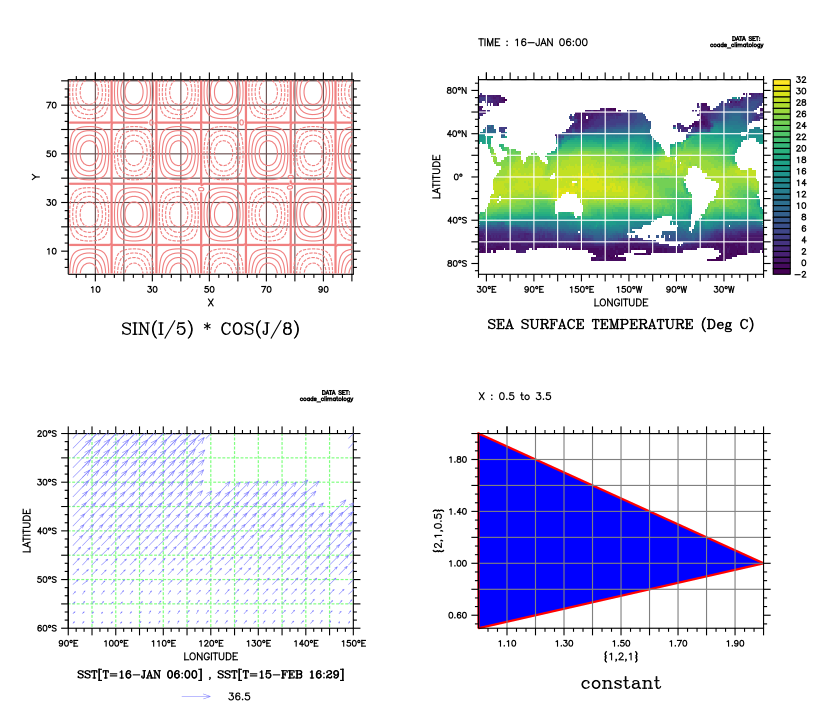 Y
70
50
30
10
0
0
0
0
10
30
50
70
90
X
SIN(I/5) * COS(J/8)
TIME : 16-JAN 06:00
DATA SET:
coads_climatology
LATITUDE
80°N
40°N
0°
40°S
80°S
30°E
90°E
150°E
150°W
90°W
30°W
LONGITUDE
SEA SURFACE TEMPERATURE (Deg C)
32
30
28
26
24
22
20
18
16
14
12
10
8
6
4
2
0
-2
DATA SET:
coads_climatology
LATITUDE
20°S
30°S
40°S
50°S
60°S
90°E
100°E
110°E
120°E
130°E
140°E
150°E
LONGITUDE
SST[T=16-JAN 06:00] , SST[T=15-FEB 16:29]
36.5
X : 0.5 to 3.5
{2,1,0.5}
1.80
1.40
1.00
0.60
1.10
1.30
1.50
1.70
1.90
{1,2,1}
constant